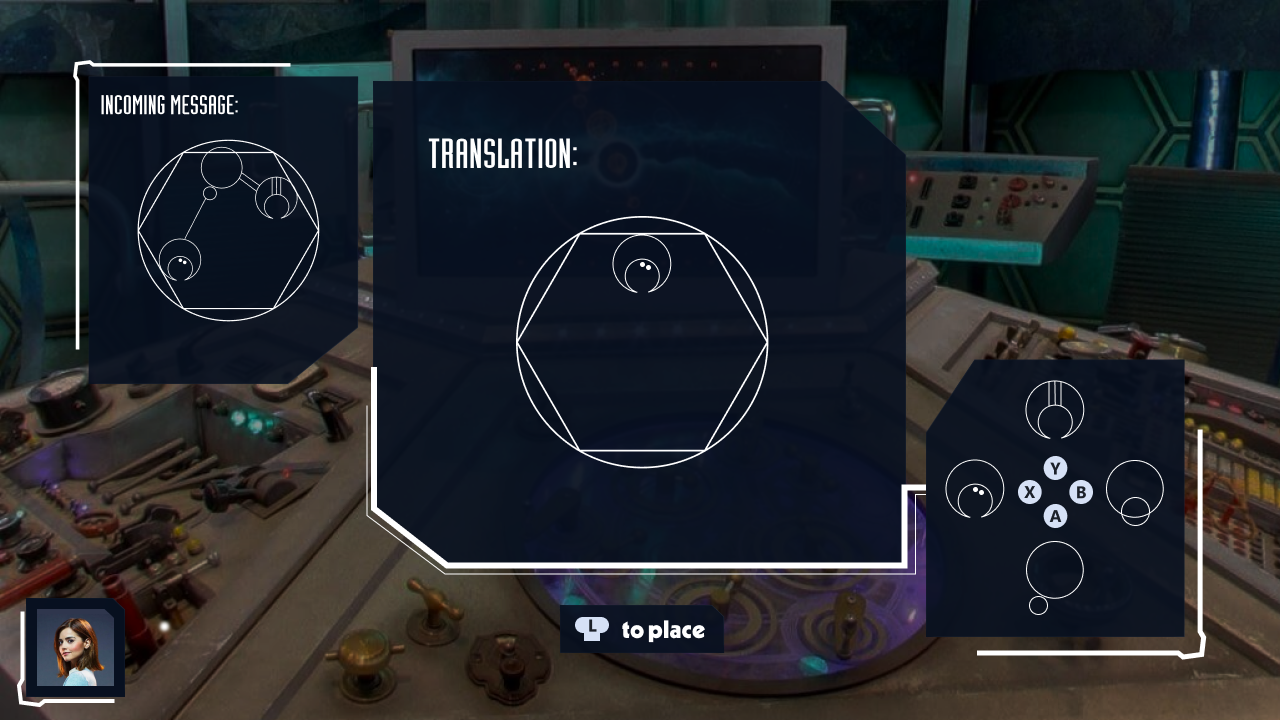 INCOMING MESSAGE:
TRANSLATION:
Y
X B
A
L to place